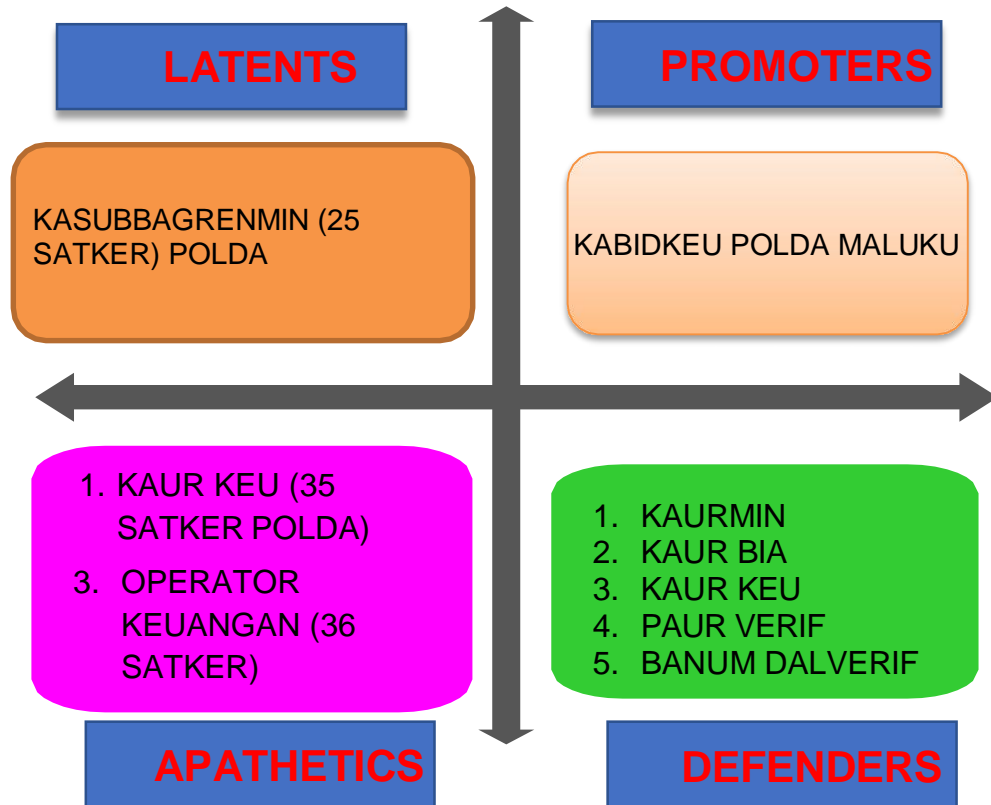 LATENTS
PROMOTERS
KASUBBAGRENMIN (25
SATKER) POLDA
KABIDKEU POLDA MALUKU
1. KAUR KEU (35
SATKER POLDA)
3. OPERATOR
KEUANGAN (36
SATKER)
1. KAURMIN
2. KAUR BIA
3. KAUR KEU
4. PAUR VERIF
5. BANUM DALVERIF
APATHETICS
DEFENDERS